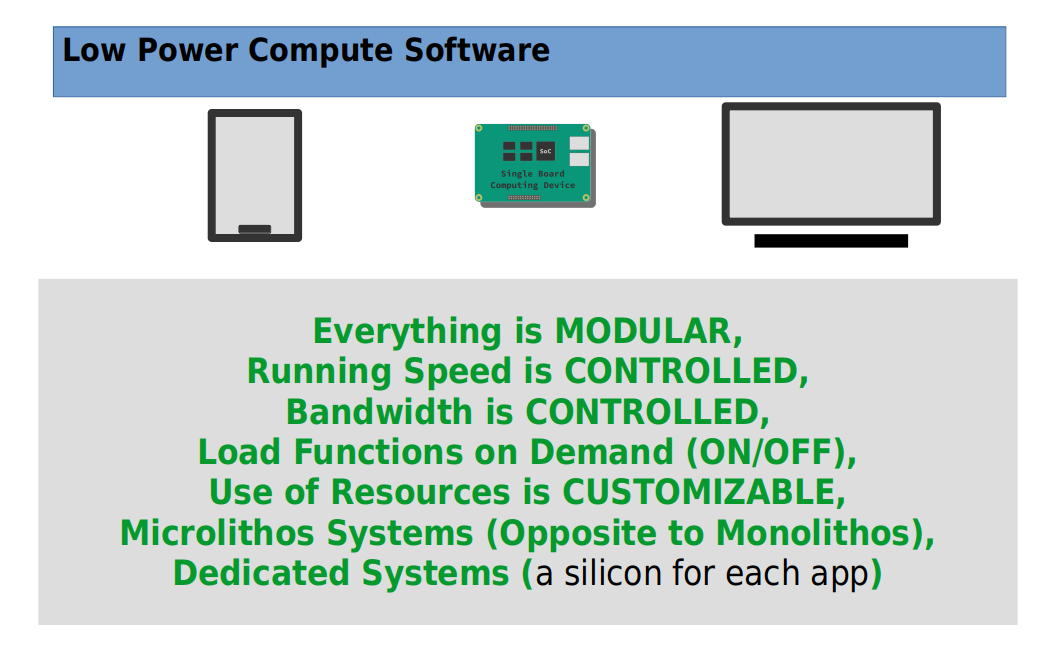 Low Power Compute Software
SoC
Single Board
Computing Device
Everything is MODULAR,
Running Speed is CONTROLLED,
Bandwidth is CONTROLLED,
Load Functions on Demand (ON/OFF),
Use of Resources is CUSTOMIZABLE,
Microlithos Systems (Opposite to Monolithos),
Dedicated Systems (a silicon for each app)